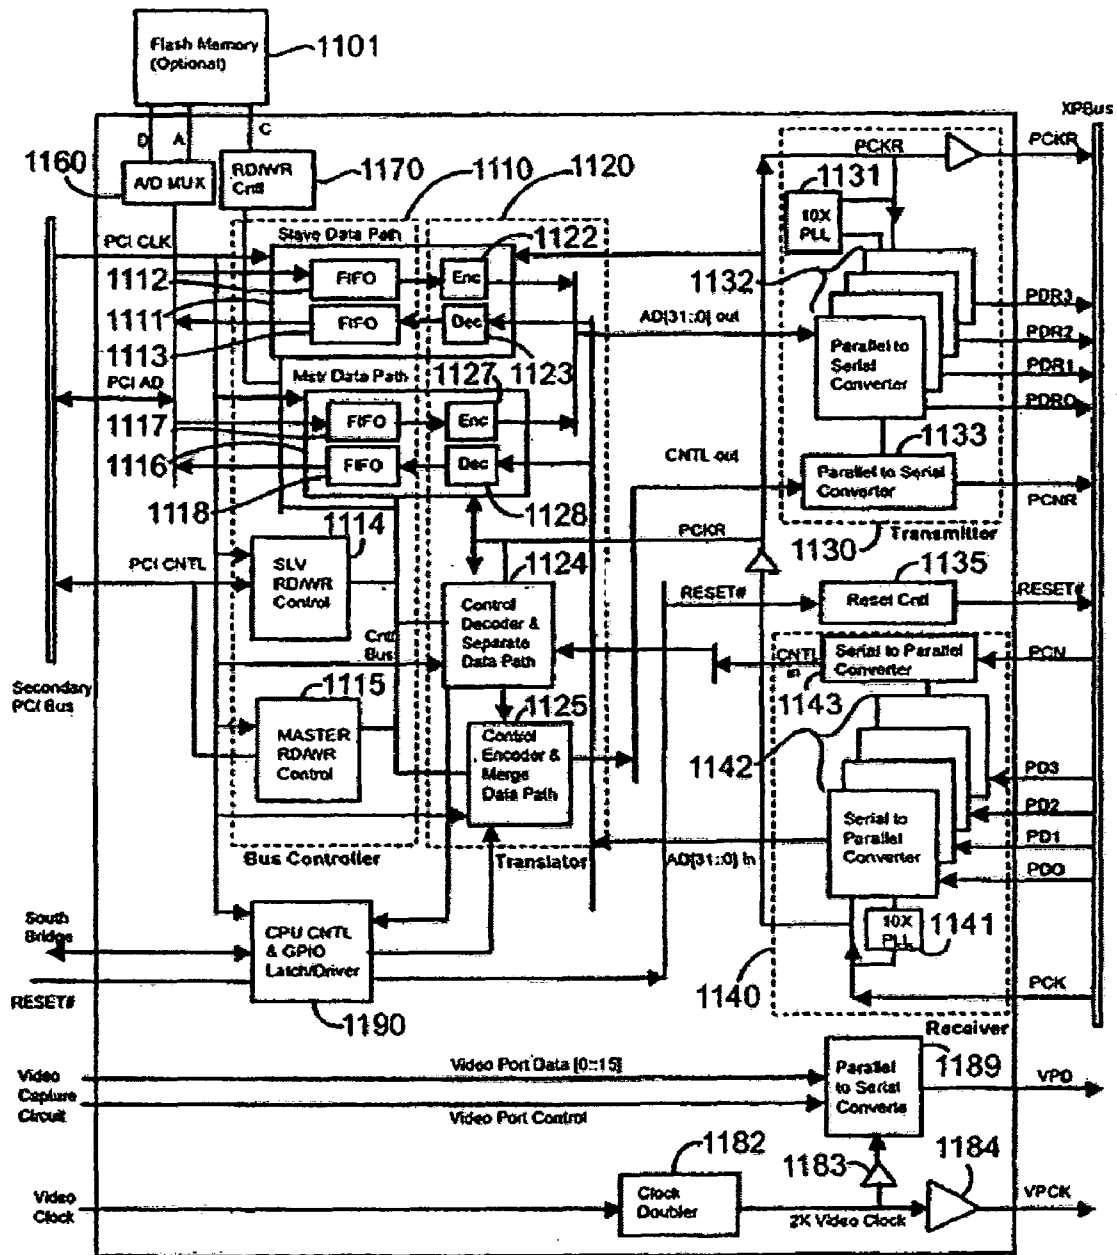 Flash Memory
(Optional)
1101
D
A
C
XPBus
1160
A/D MUX
RD/WR
Cntl
1170
1110
1120
PCKR
PCKR
1131
10X
PLL
PCI CLK
Slave Data Path
1122
1112
FIFO
Enc
1132
1111
FIFO
Dec
1113
1123
AD[31::0] out
PDR3
PDR2
PDR1
PDR0
Parallel to
Serial
Converter
PCI AD
Mstr Data Path
1127
1117
FIFO
Enc
1116
FIFO
Dec
1118
1128
CNTL out
1133
Parallel to Serial
Converter
PCNR
1130
Transmitter
1114
PCI CNTL
SLV
RD/WR
Control
PCKR
1124
Control
Decoder &
Separate
Data Path
Cntl
Bus
RESET#
1135
Reset Cntl
RESET#
CNTL
in
Serial to Parallel
Converter
PCN
1143
Secondary
PCI Bus
1115
MASTER
RD/WR
Control
1125
Control
Encoder &
Merge
Data Path
1142
PD3
PD2
PD1
PD0
Serial to
Parallel
Converter
Bus Controller
Translator
AD[31::0] in
1141
10X
PLL
1140
PCK
Receiver
South
Bridge
CPU CNTL
& GPIO
Latch/Driver
RESET#
1190
Video
Capture
Circuit
Video Port Data [0::15]
Video Port Control
Parallel
to Serial
Converte
1189
VPD
1182
1183
1184
Video
Clock
Clock
Doubler
2X Video Clock
VPCK